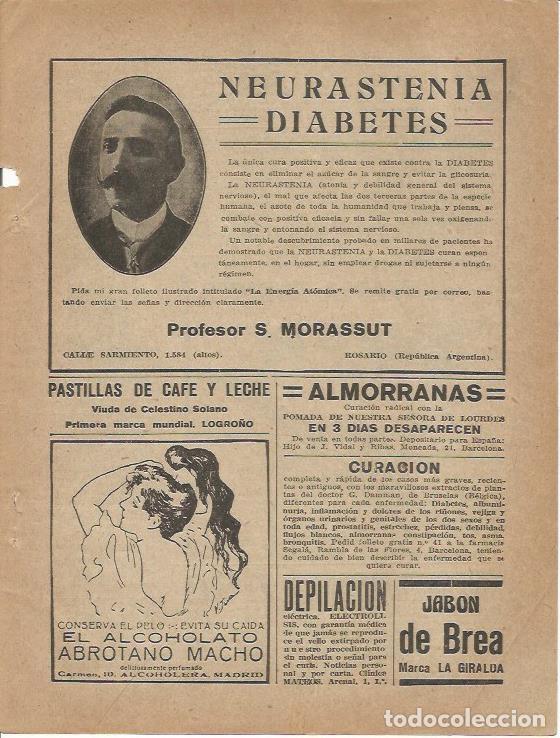 NEURASTENIA
DIABETES
La única cura positiva y eficaz que existe contra la DIABETES
consiste en eliminar el azúcar de la sangre y evitar la glicosuria.
La NEURASTENIA (atonía y debilidad general del sistema
nervioso), el mal que afecta las dos terceras partes de la especie
humana, el azote de toda la humanidad que trabaja y piensa, se
combate con positiva eficacia y sin fallar una sola vez oxigenando
la sangre y entonando el sistema nervioso.
Un notable descubrimiento probado en millares de pacientes ha
demostrado que la NEURASTENIA y la DIABETES curan espon-
táneamente, en el hogar, sin emplear drogas ni sujetarse a ningún
régimen.
Pida mi gran folleto ilustrado intitulado "La Energía Atómica". Se remite gratis por correo, bas-
tando enviar las señas y dirección claramente.
Profesor S. MORASSUT
CALLE SARMIENTO, 1.584 (altos).
ROSARIO (República Argentina).
PASTILLAS DE CAFE Y LECHE
Viuda de Celestino Solano
Primera marca mundial. LOGROÑO
CONSERVA EL PELO :-: EVITA SU CAIDA
EL ALCOHOLATO
ABROTANO MACHO
deliciosamente perfumado
Carmen, 10. ALCOHOLERA, MADRID
ALMORRANAS
Curación radical con la
POMADA DE NUESTRA SEÑORA DE LOURDES
EN 3 DIAS DESAPARECEN
De venta en todas partes. Depositario para España:
Hijo de J. Vidal y Ribas, Moncada, 21, Barcelona.
CURACION
completa y rápida de los casos más graves, recien-
tes o antiguos, con los maravillosos extractos de plan-
tas del doctor G. Damman, de Bruselas (Bélgica),
diferentes para cada enfermedad: Diabetes, albumi-
nuria, inflamación y dolores de los riñones, vejiga y
órganos urinarios y genitales de los dos sexos y en
toda edad, prostatitis, estrechez, pérdidas, debilidad,
flujos blancos, almorranas constipación, tos, asma,
bronquitis. Pedid folleto gratis n.º 41 a la farmacia
Segalá, Rambla de las Flores, 4, Barcelona, tenien-
do cuidado de bien describir la enfermedad que se
quiera curar.
DEPILACION
eléctrica. ELECTROLI-
SIS, con garantía médica
de que jamás se reprodu-
ce el vello extirpado por
nuestro procedimiento
sin molestia o señal para
el cutis. Noticias perso-
nal y por carta. Clínica
MATEOS. Arenal, 1, 1.º.
JABON
de Brea
Marca LA GIRALDA
todocoleccion